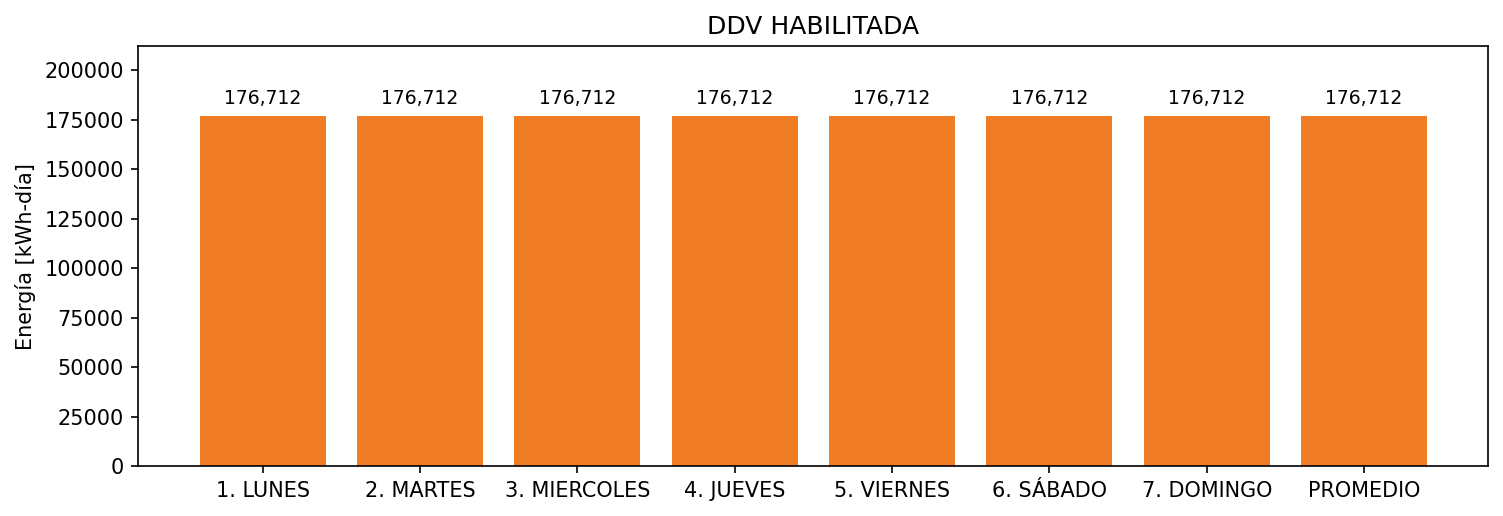 DDV HABILITADA
200000
175000
150000
125000
100000
75000
50000
25000
0
Energía [kWh-día]
176,712 176,712 176,712 176,712 176,712 176,712 176,712 176,712
1. LUNES 2. MARTES 3. MIERCOLES 4. JUEVES 5. VIERNES 6. SÁBADO 7. DOMINGO PROMEDIO